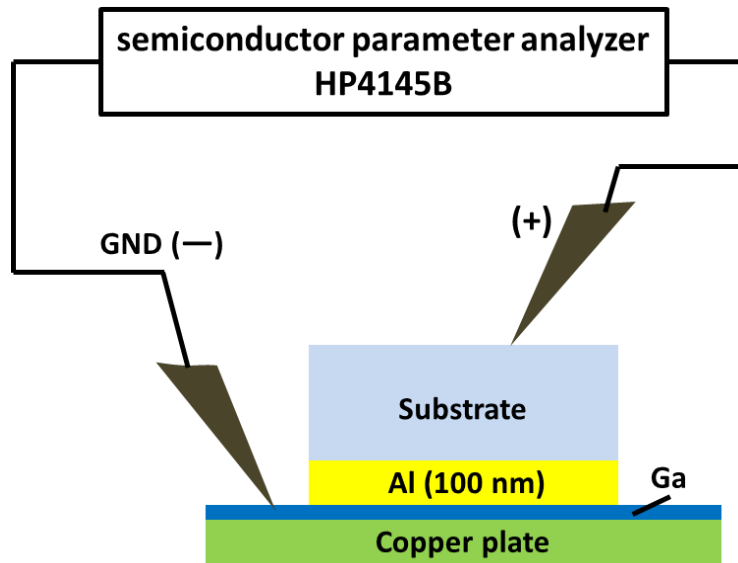 semiconductor parameter analyzer
HP4145B
(+)
GND (—)
Substrate
Al (100 nm)
Ga
Copper plate